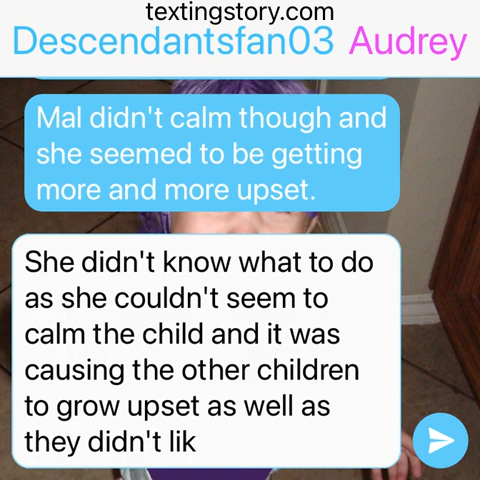 textingstory.com
Descendantsfan03 Audrey
Mal didn't calm though and
she seemed to be getting
more and more upset.
She didn't know what to do
as she couldn't seem to
calm the child and it was
causing the other children
to grow upset as well as
they didn't lik